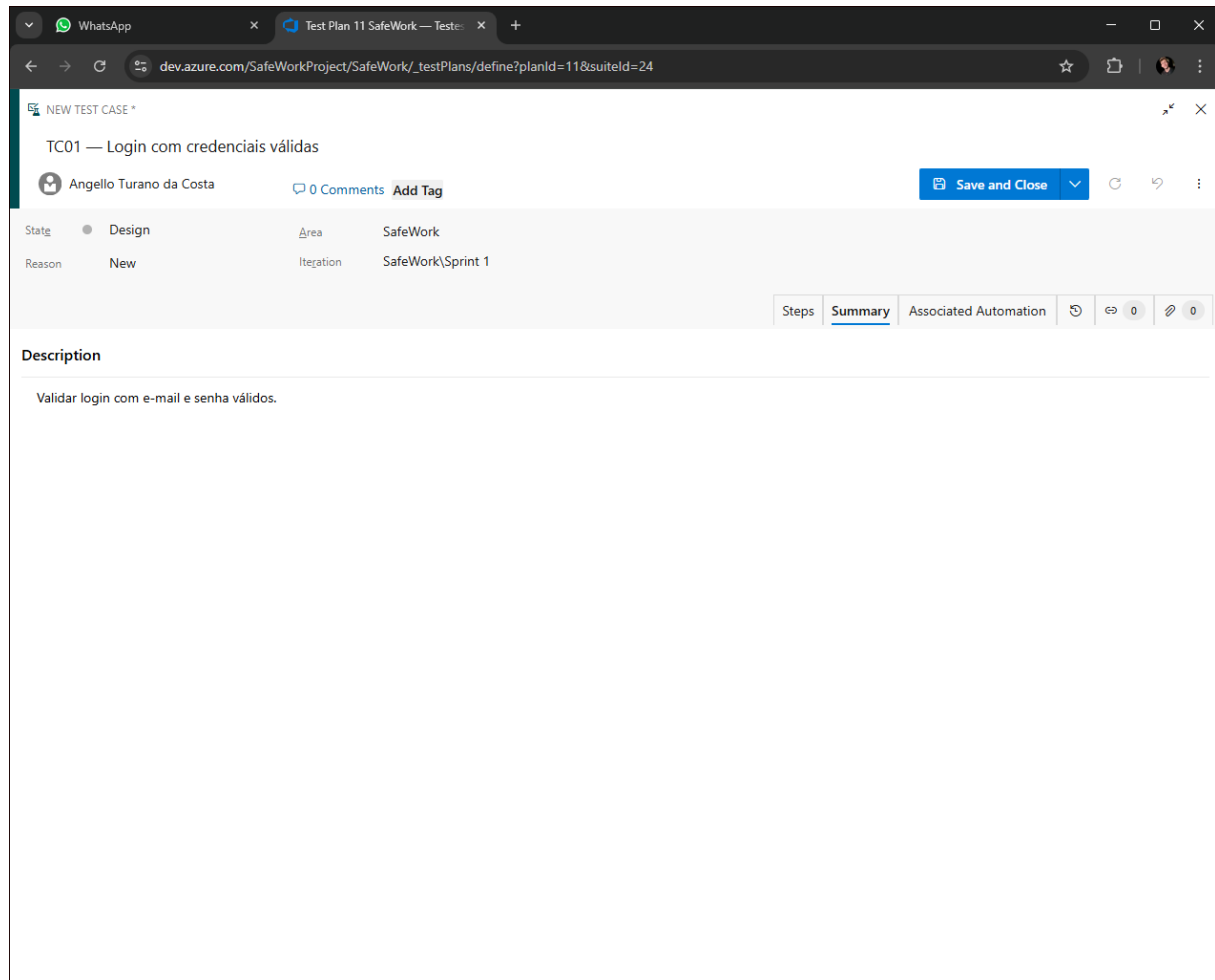 WhatsApp
Test Plan 11 SafeWork — Testes
dev.azure.com/SafeWorkProject/SafeWork/_testPlans/define?planId=11&suiteId=24
NEW TEST CASE *
TC01 — Login com credenciais válidas
Angello Turano da Costa
0 Comments
Add Tag
Save and Close
State
Design
Area
SafeWork
Reason
New
Iteration
SafeWork\Sprint 1
Steps
Summary
Associated Automation
0
0
Description
Validar login com e-mail e senha válidos.